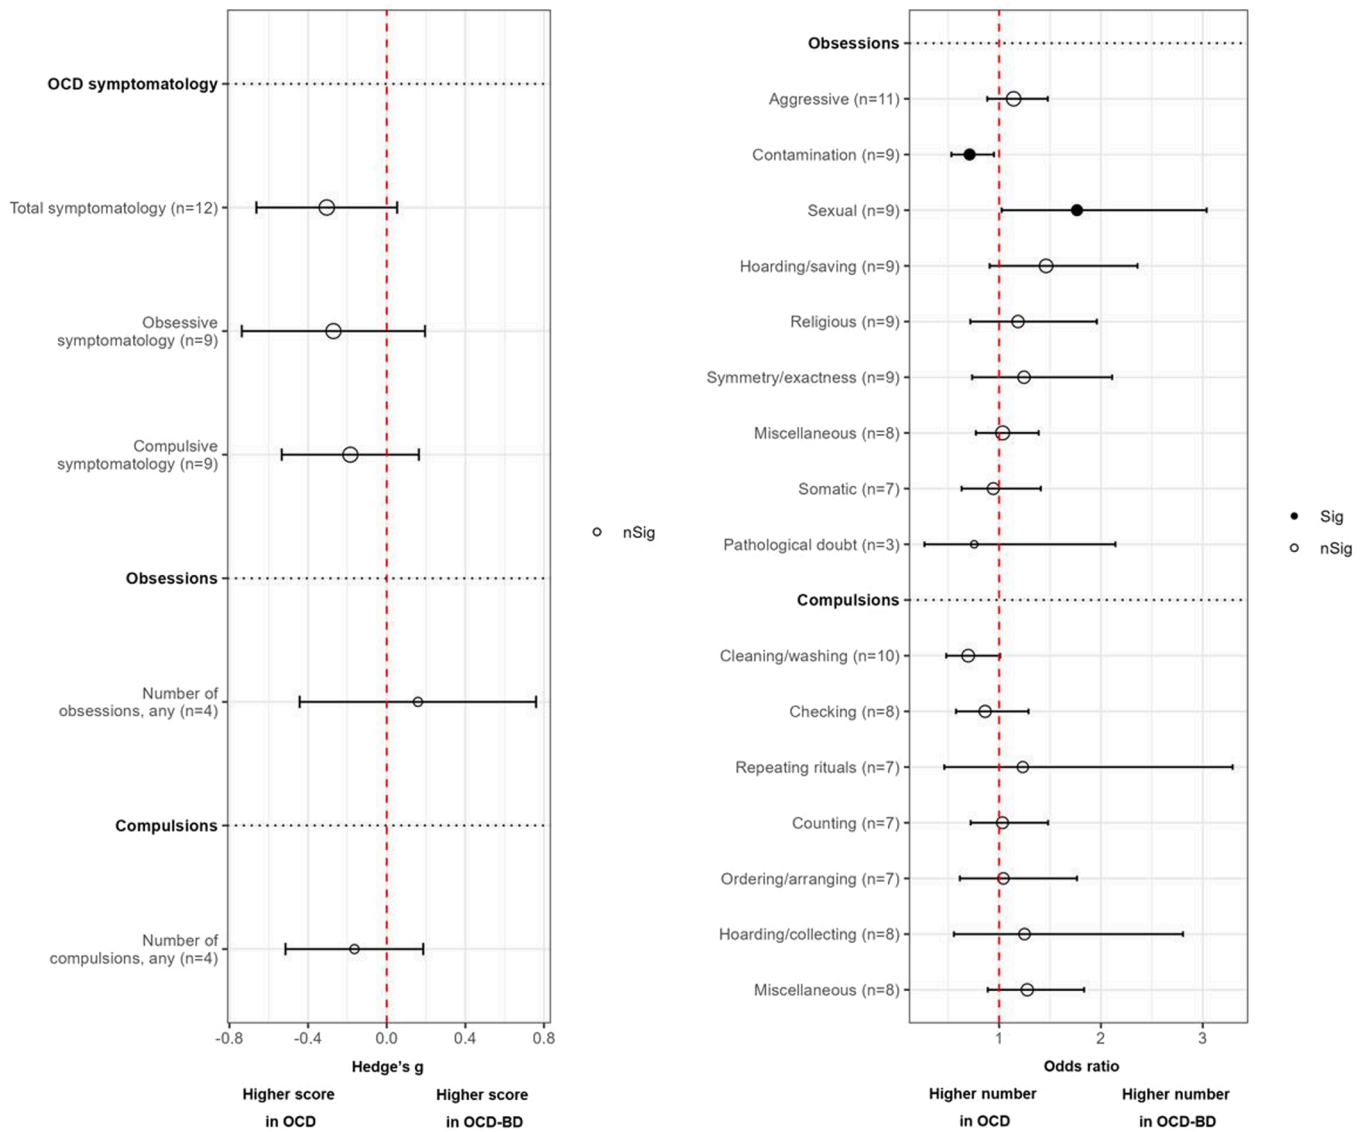 OCD symptomatology
Total symptomatology (n=12)
Obsessive
symptomatology (n=9)
Compulsive
symptomatology (n=9)
Obsessions
Number of
obsessions, any (n=4)
Compulsions
Number of
compulsions, any (n=4)
-0.8 -0.4 0.0 0.4 0.8
Hedge's g
Higher score
in OCD
Higher score
in OCD-BD
nSig
Obsessions
Aggressive (n=11)
Contamination (n=9)
Sexual (n=9)
Hoarding/saving (n=9)
Religious (n=9)
Symmetry/exactness (n=9)
Miscellaneous (n=8)
Somatic (n=7)
Pathological doubt (n=3)
Compulsions
Cleaning/washing (n=10)
Checking (n=8)
Repeating rituals (n=7)
Counting (n=7)
Ordering/arranging (n=7)
Hoarding/collecting (n=8)
Miscellaneous (n=8)
1 2 3
Odds ratio
Higher number
in OCD
Higher number
in OCD-BD
Sig
nSig